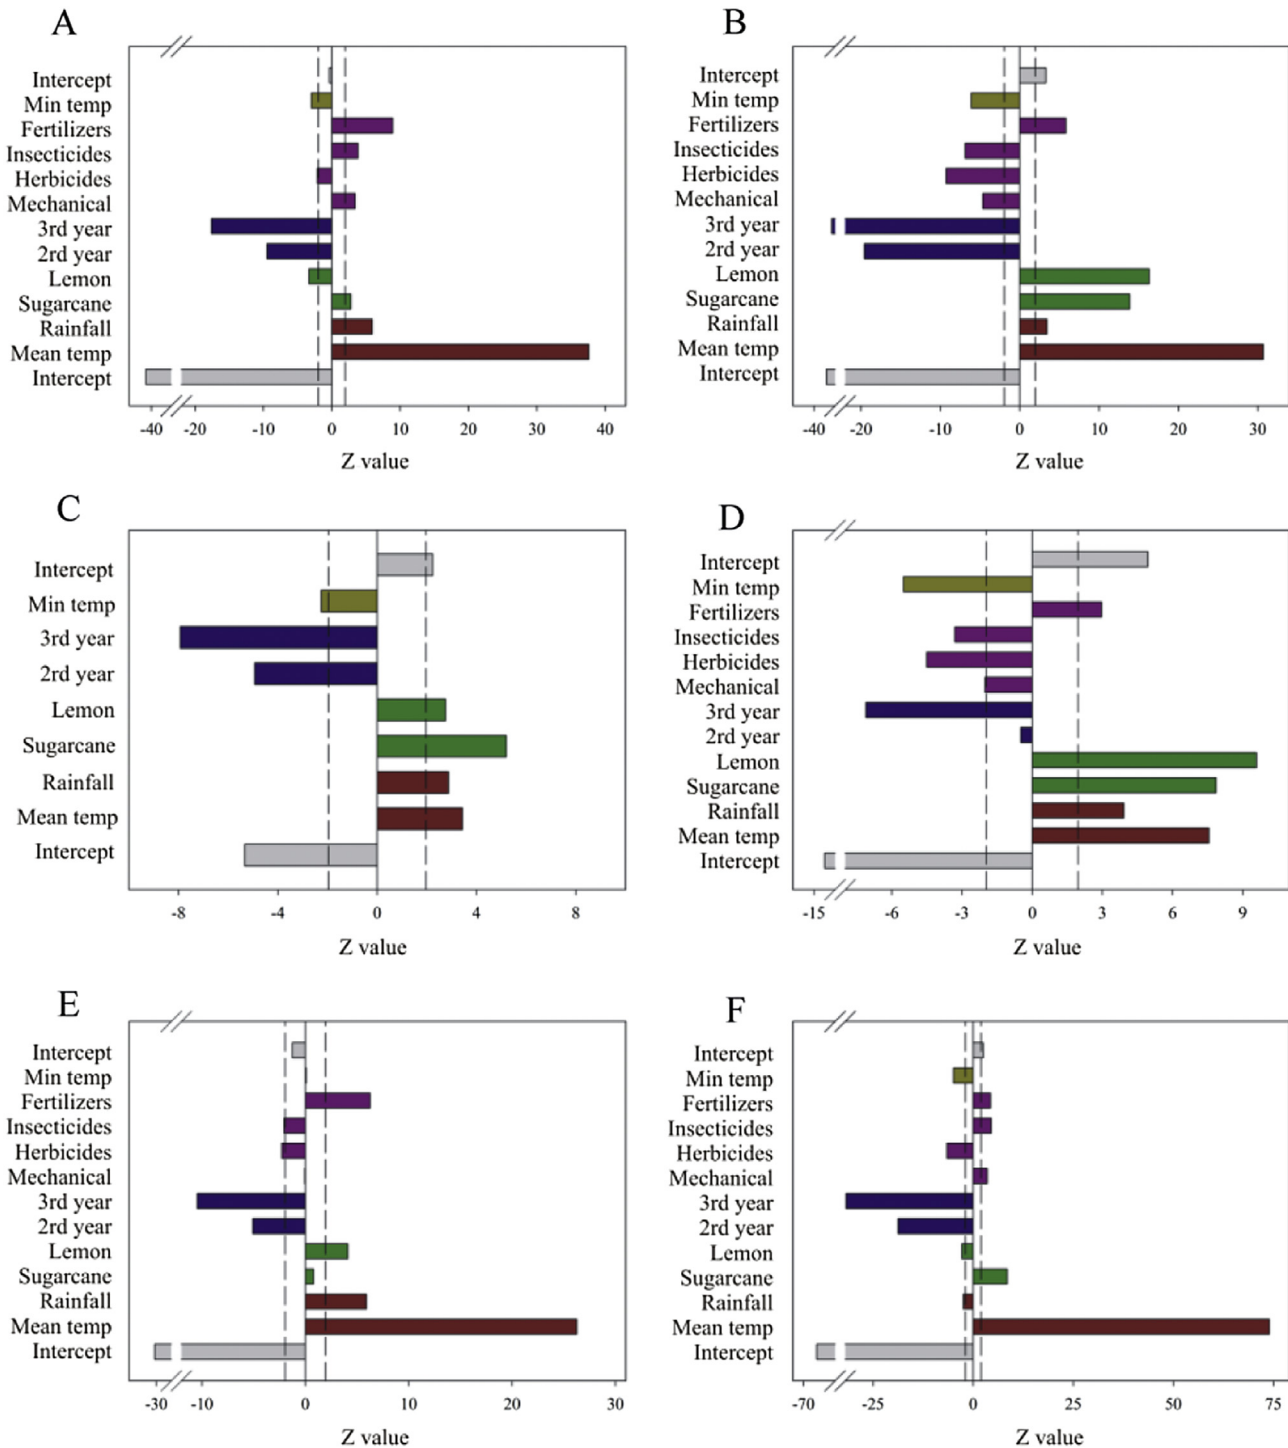 A
Intercept
Min temp
Fertilizers
Insecticides
Herbicides
Mechanical
3rd year
2rd year
Lemon
Sugarcane
Rainfall
Mean temp
Intercept
-40 -20 -10 0 10 20 30 40
Z value
B
Intercept
Min temp
Fertilizers
Insecticides
Herbicides
Mechanical
3rd year
2rd year
Lemon
Sugarcane
Rainfall
Mean temp
Intercept
-40 -20 -10 0 10 20 30
Z value
C
Intercept
Min temp
3rd year
2rd year
Lemon
Sugarcane
Rainfall
Mean temp
Intercept
-8 -4 0 4 8
Z value
D
Intercept
Min temp
Fertilizers
Insecticides
Herbicides
Mechanical
3rd year
2rd year
Lemon
Sugarcane
Rainfall
Mean temp
Intercept
-15 -6 -3 0 3 6 9
Z value
E
Intercept
Min temp
Fertilizers
Insecticides
Herbicides
Mechanical
3rd year
2rd year
Lemon
Sugarcane
Rainfall
Mean temp
Intercept
-30 -10 0 10 20 30
Z value
F
Intercept
Min temp
Fertilizers
Insecticides
Herbicides
Mechanical
3rd year
2rd year
Lemon
Sugarcane
Rainfall
Mean temp
Intercept
-70 -25 0 25 50 75
Z value